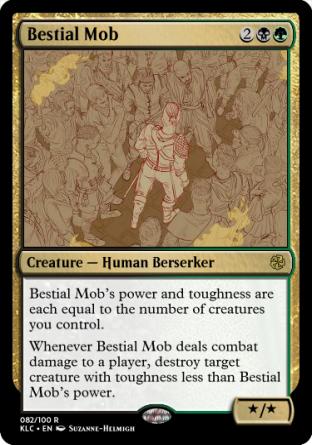 Bestial Mob 2
Creature — Human Berserker
Bestial Mob's power and toughness are
each equal to the number of creatures
you control.
Whenever Bestial Mob deals combat
damage to a player, destroy target
creature with toughness less than Bestial
Mob's power.
*/*
082/100 R
KLC • EN Suzanne-Helmigh